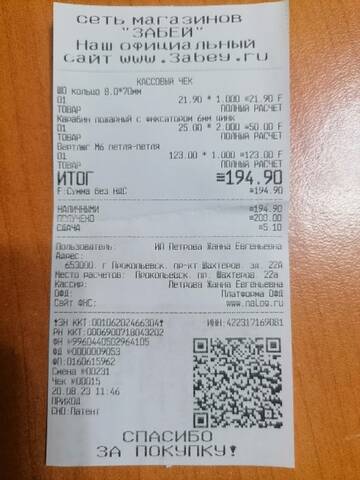 сеть магазинов
"ЗАБЕЙ"
Наш официальный
сайт www.3abey.ru
КАССОВЫЙ ЧЕК
ШО кольцо 8.0*70мм
01 21.90 * 1.000 =21.90 F
ТОВАР ПОЛНЫЙ РАСЧЕТ
Карабин пожарный с фиксатором 6мм цинк
01 25.00 * 2.000 =50.00 F
ТОВАР ПОЛНЫЙ РАСЧЕТ
Вертлюг М6 петля-петля
01 123.00 * 1.000 =123.00 F
ТОВАР ПОЛНЫЙ РАСЧЕТ
ИТОГ =194.90
F:Сумма без НДС =194.90
НАЛИЧНЫМИ =194.90
ПОЛУЧЕНО =200.00
СДАЧА =5.10
Пользователь: ИП Петрова Жанна Евгеньевна
Адрес:
653000, г Прокопьевск, пр-кт Шахтеров, зд. 22А
Место расчетов: Прокопьевск, пр. Шахтеров 22а
Кассир: Петрова Жанна Евгеньевна
ОФД: Платформа ОФД
Сайт ФНС: www.nalog.ru
ЗН ККТ:00106202466304 ИНН:422317169081
РН ККТ:0006900718043202
ФН №9960440502964105
ФД №0000009053
ФП:0160615962
Смена №00231
Чек №00015
20.08.23 11:46
ПРИХОД
СНО:Патент
СПАСИБО
ЗА ПОКУПКУ!